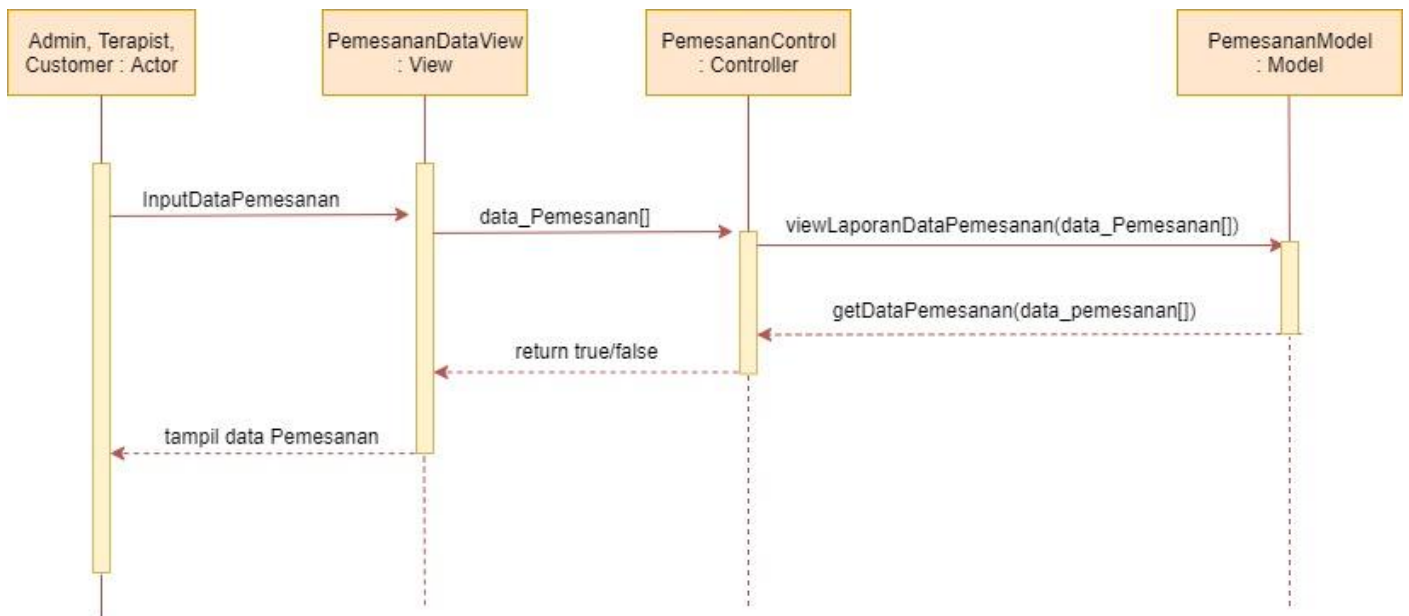 Admin, Terapist,
Customer : Actor
PemesananDataView
: View
PemesananControl
: Controller
PemesananModel
: Model
InputDataPemesanan
data_Pemesanan[]
viewLaporanDataPemesanan(data_Pemesanan[])
getDataPemesanan(data_pemesanan[])
return true/false
tampil data Pemesanan